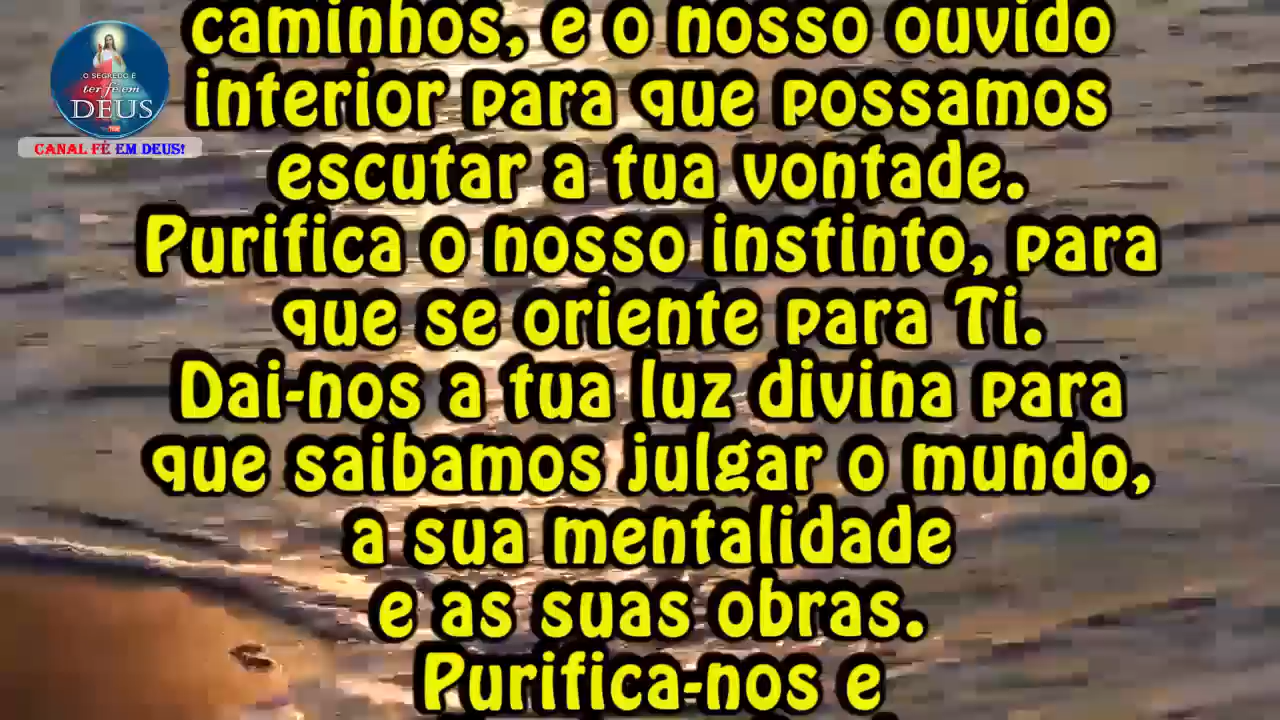 caminhos, e o nosso ouvido
interior para que possamos
escutar a tua vontade.
Purifica o nosso instinto, para
que se oriente para Ti.
Dai-nos a tua luz divina para
que saibamos julgar o mundo,
a sua mentalidade
e as suas obras.
Purifica-nos e
O SEGREDO É
ter fé em
DEUS
CANAL FÉ EM DEUS!